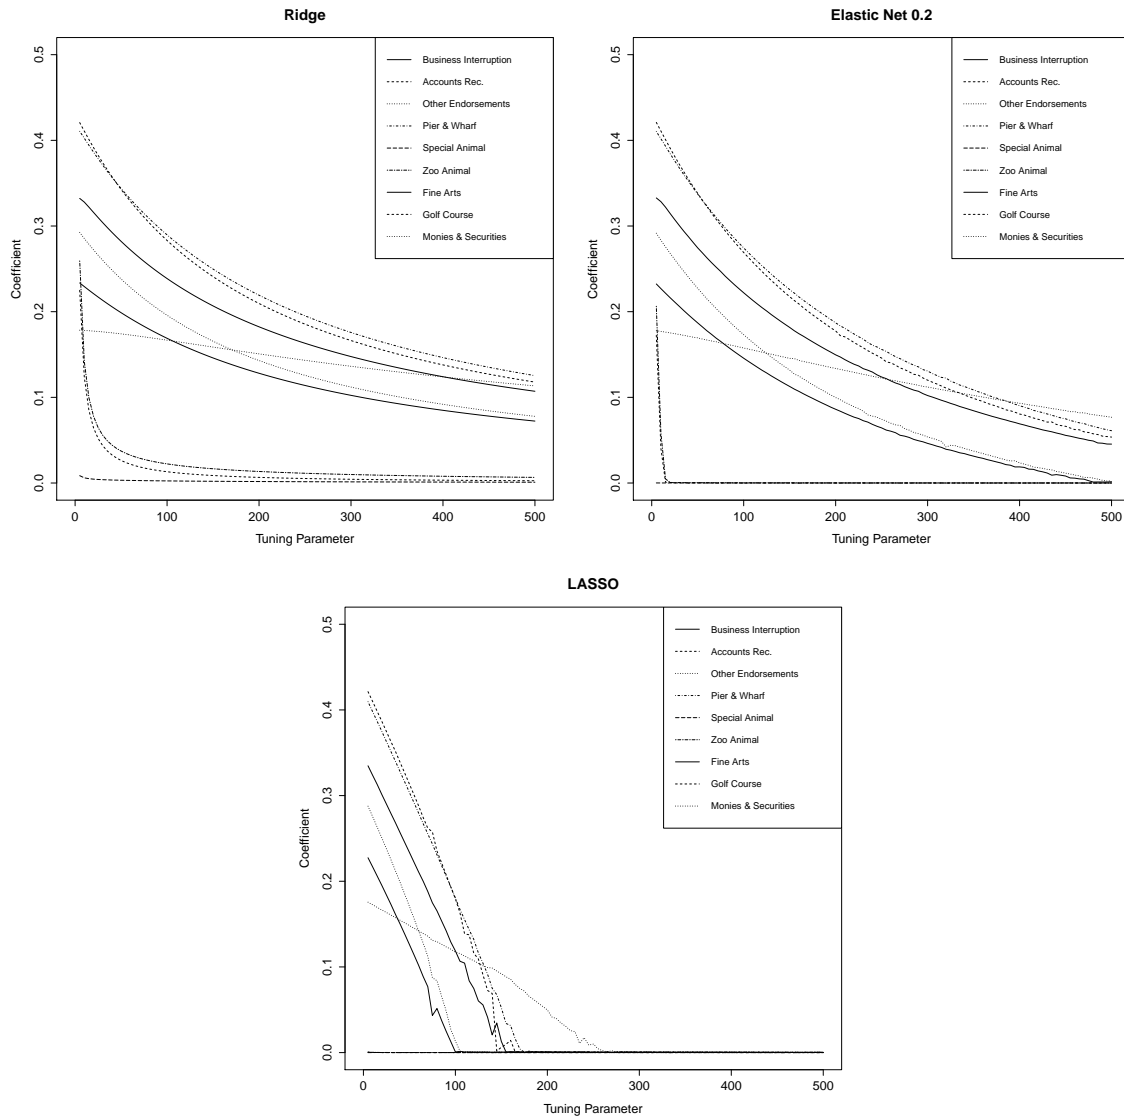 Ridge
Coefficient
0.5
0.4
0.3
0.2
0.1
0.0
Business Interruption
Accounts Rec.
Other Endorsements
Pier & Wharf
Special Animal
Zoo Animal
Fine Arts
Golf Course
Monies & Securities
0 100 200 300 400 500
Tuning Parameter
Elastic Net 0.2
Coefficient
0.5
0.4
0.3
0.2
0.1
0.0
Business Interruption
Accounts Rec.
Other Endorsements
Pier & Wharf
Special Animal
Zoo Animal
Fine Arts
Golf Course
Monies & Securities
0 100 200 300 400 500
Tuning Parameter
LASSO
Coefficient
0.5
0.4
0.3
0.2
0.1
0.0
Business Interruption
Accounts Rec.
Other Endorsements
Pier & Wharf
Special Animal
Zoo Animal
Fine Arts
Golf Course
Monies & Securities
0 100 200 300 400 500
Tuning Parameter